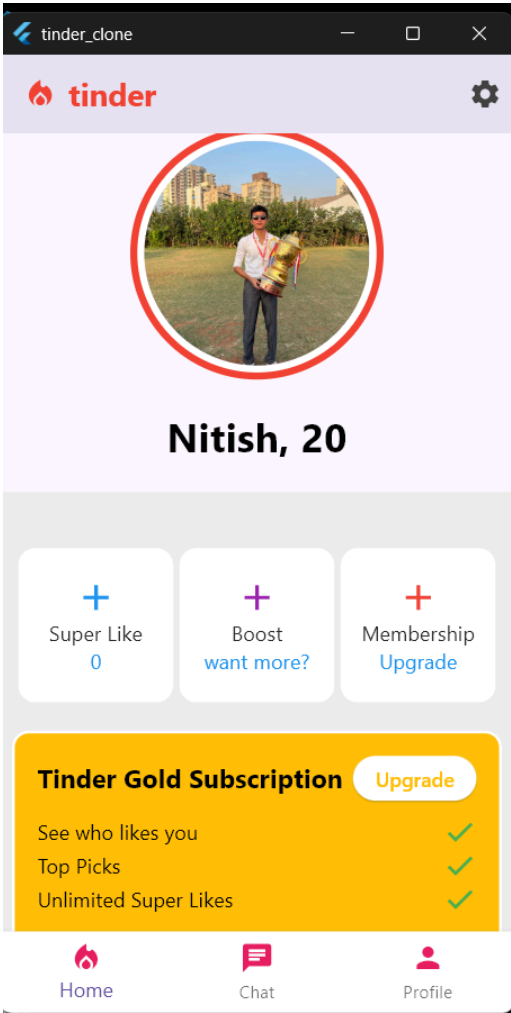 tinder_clone
tinder
Nitish, 20
Super Like
0
Boost
want more?
Membership
Upgrade
Tinder Gold Subscription
Upgrade
See who likes you
Top Picks
Unlimited Super Likes
Home
Chat
Profile